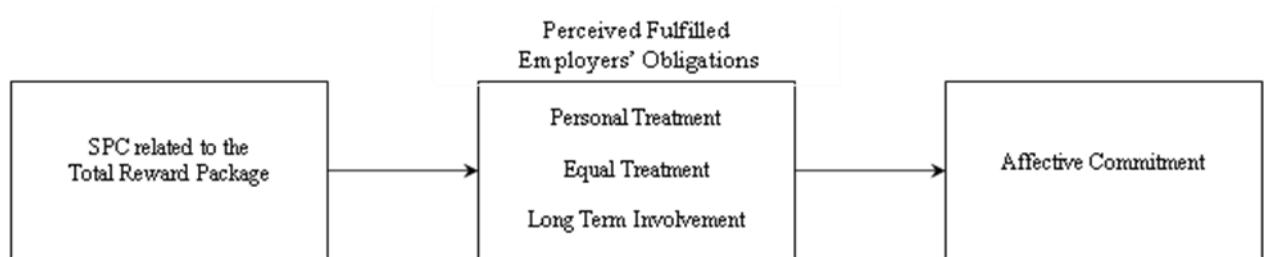 Perceived Fulfilled
Employers' Obligations
SPC related to the
Total Reward Package
Personal Treatment
Equal Treatment
Long Term Involvement
Affective Commitment